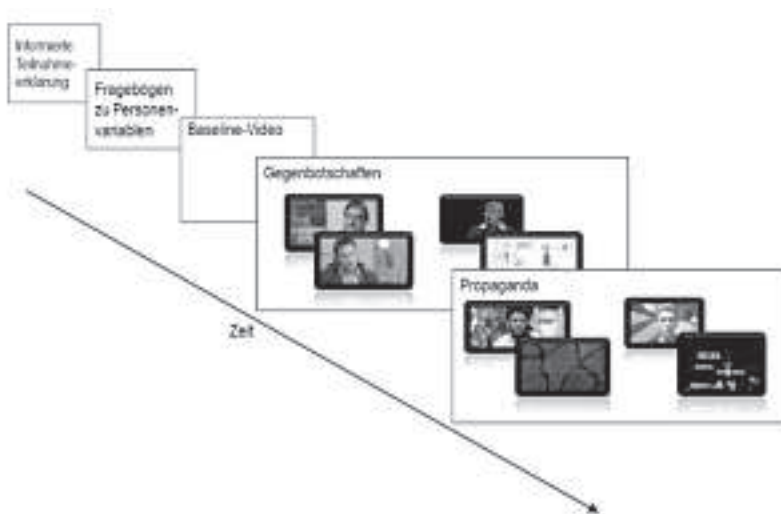 Informierte
Teilnahme-
erklärung
Fragebögen
zu Personen-
variablen
Baseline-Video
Gegenbotschaften
Propaganda
Zeit